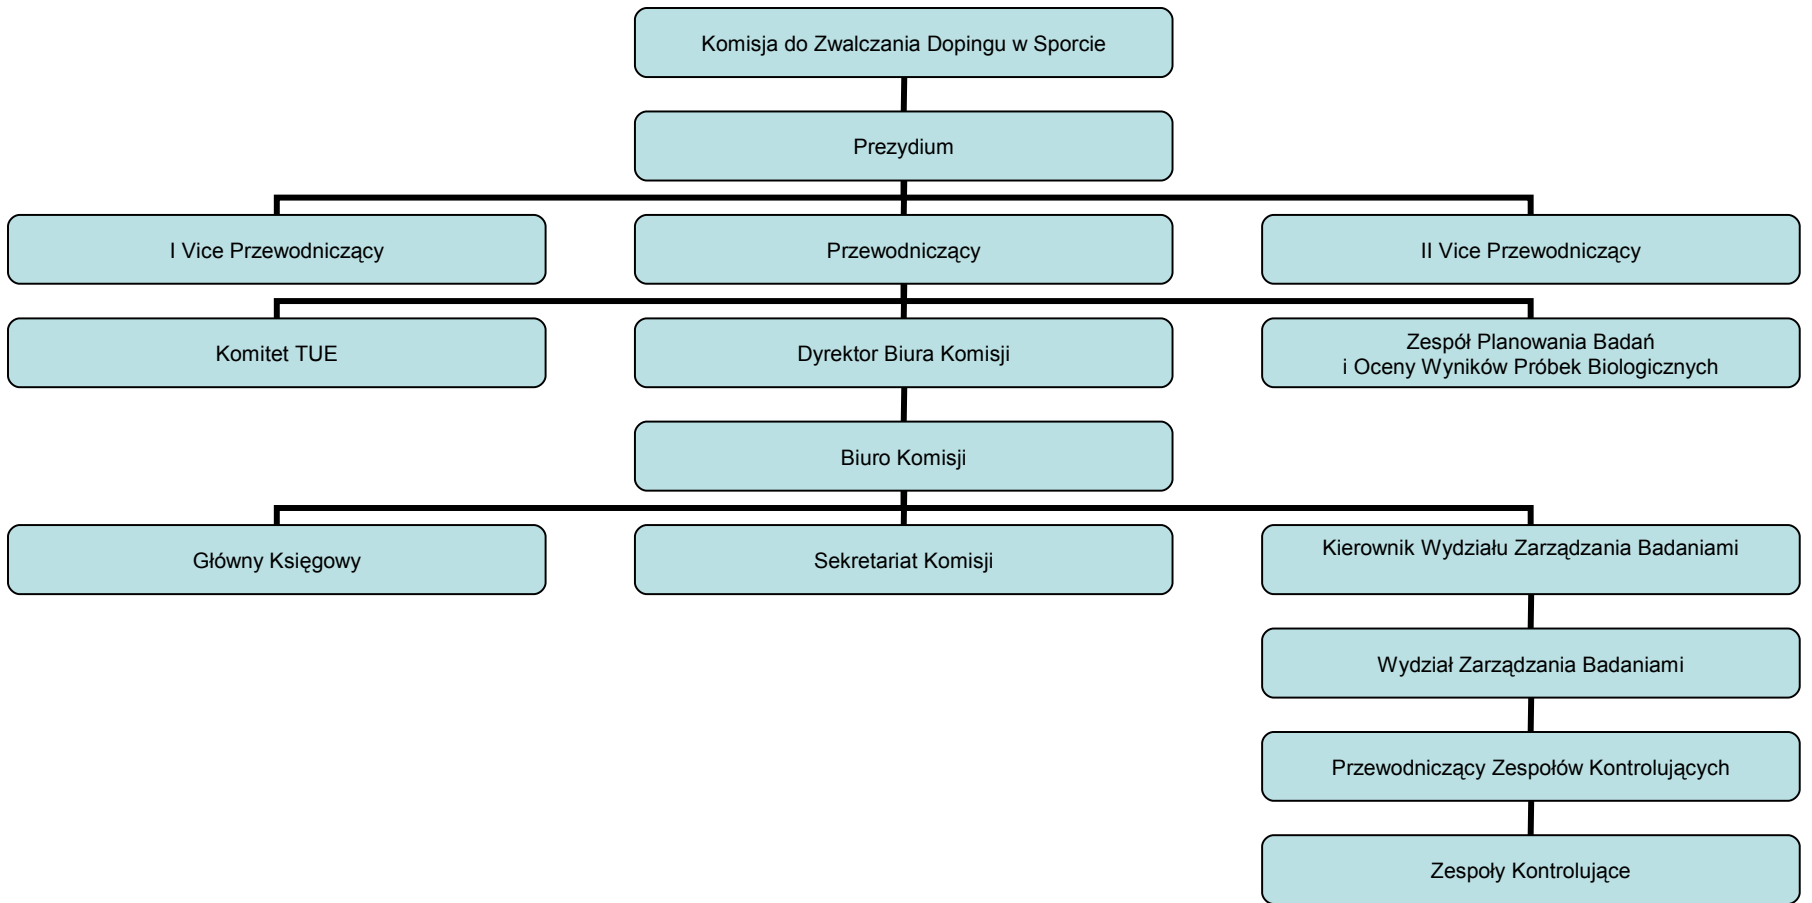 Komisja do Zwalczania Dopingu w Sporcie
Prezydium
I Vice Przewodniczący
Przewodniczący
II Vice Przewodniczący
Komitet TUE
Dyrektor Biura Komisji
Zespół Planowania Badań
i Oceny Wyników Próbek Biologicznych
Biuro Komisji
Główny Księgowy
Sekretariat Komisji
Kierownik Wydziału Zarządzania Badaniami
Wydział Zarządzania Badaniami
Przewodniczący Zespołów Kontrolujących
Zespoły Kontrolujące